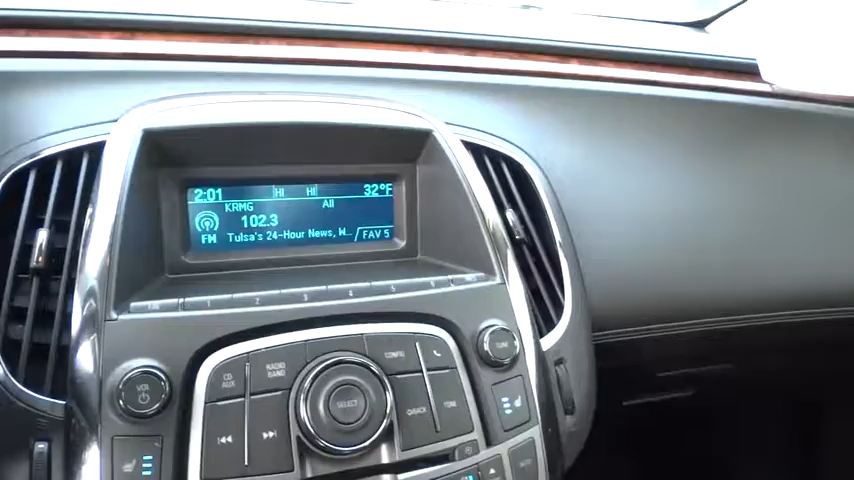 2:01 HI HI 32°F
KRMG All
102.3
FM Tulsa's 24-Hour News, W... FAV 5
1 2 3 4 5 6
VOL
CD AUX RADIO BAND CONFIG
TUNE
SELECT
BACK TONE